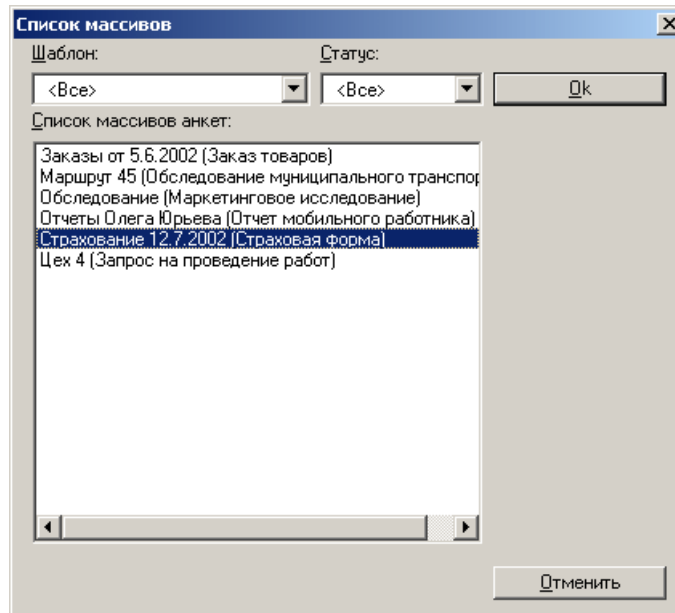 Список массивов
Шаблон: Статус:
<Все> <Все> Ok
Список массивов анкет:
Заказы от 5.6.2002 (Заказ товаров)
Маршрут 45 (Обследование муниципального транспор
Обследование (Маркетинговое исследование)
Отчеты Олега Юрьева (Отчет мобильного работника)
Страхование 12.7.2002 (Страховая форма)
Цех 4 (Запрос на проведение работ)
Отменить